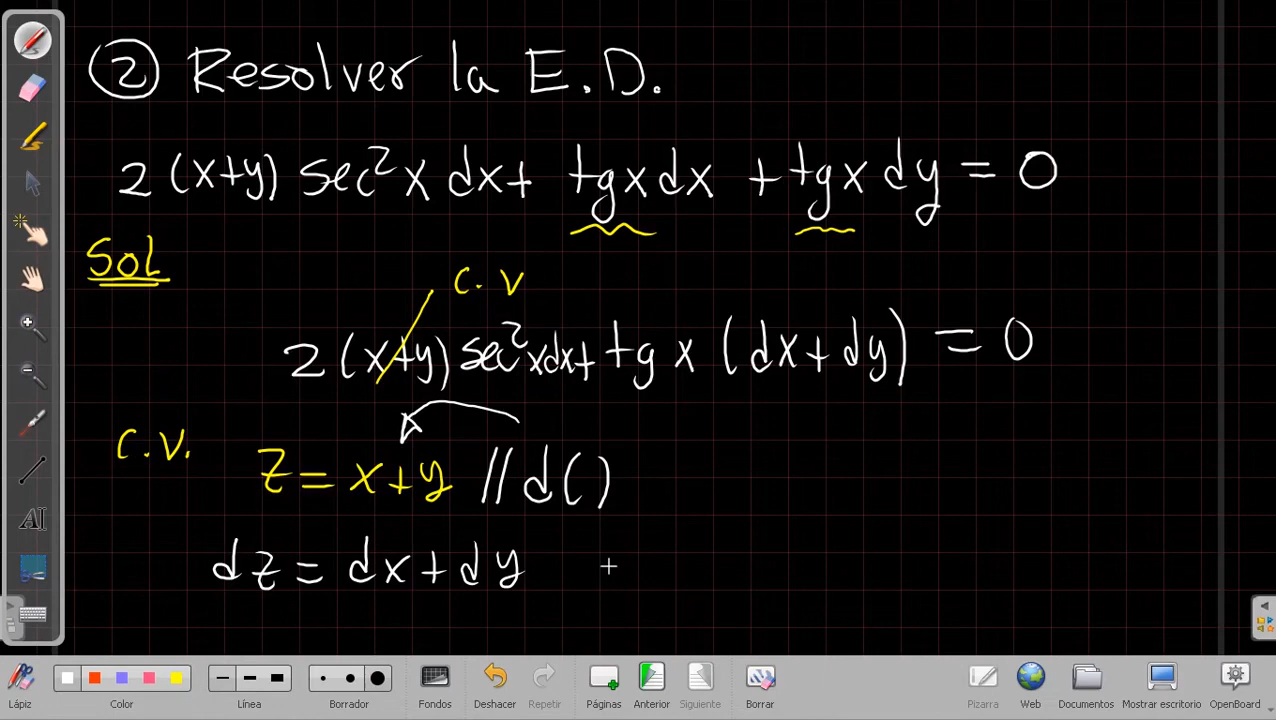 ② Resolver la E.D.
2 (x+y) sec²x dx + tgx dx + tgx dy = 0
Sol
C. V
2 (x+y) sec²x dx + tg x (dx + dy) = 0
C.V. z = x+y // d( )
dz = dx + dy
Lápiz Color Línea Borrador Fondos Deshacer Repetir Páginas Anterior Siguiente Borrar Pizarra Web Documentos Mostrar escritorio OpenBoard